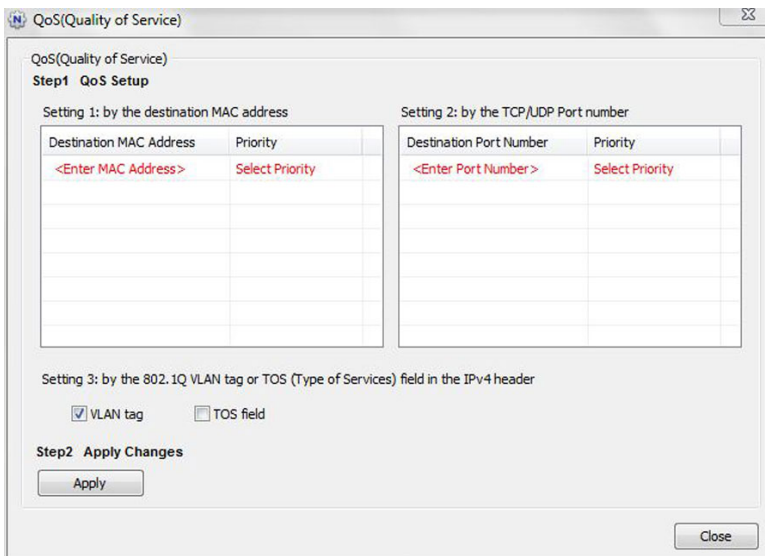 N QoS(Quality of Service)
QoS(Quality of Service)
Step1 QoS Setup
Setting 1: by the destination MAC address
Setting 2: by the TCP/UDP Port number
Destination MAC Address Priority
Destination Port Number Priority
<Enter MAC Address> Select Priority
<Enter Port Number> Select Priority
Setting 3: by the 802.1Q VLAN tag or TOS (Type of Services) field in the IPv4 header
VLAN tag TOS field
Step2 Apply Changes
Apply
Close